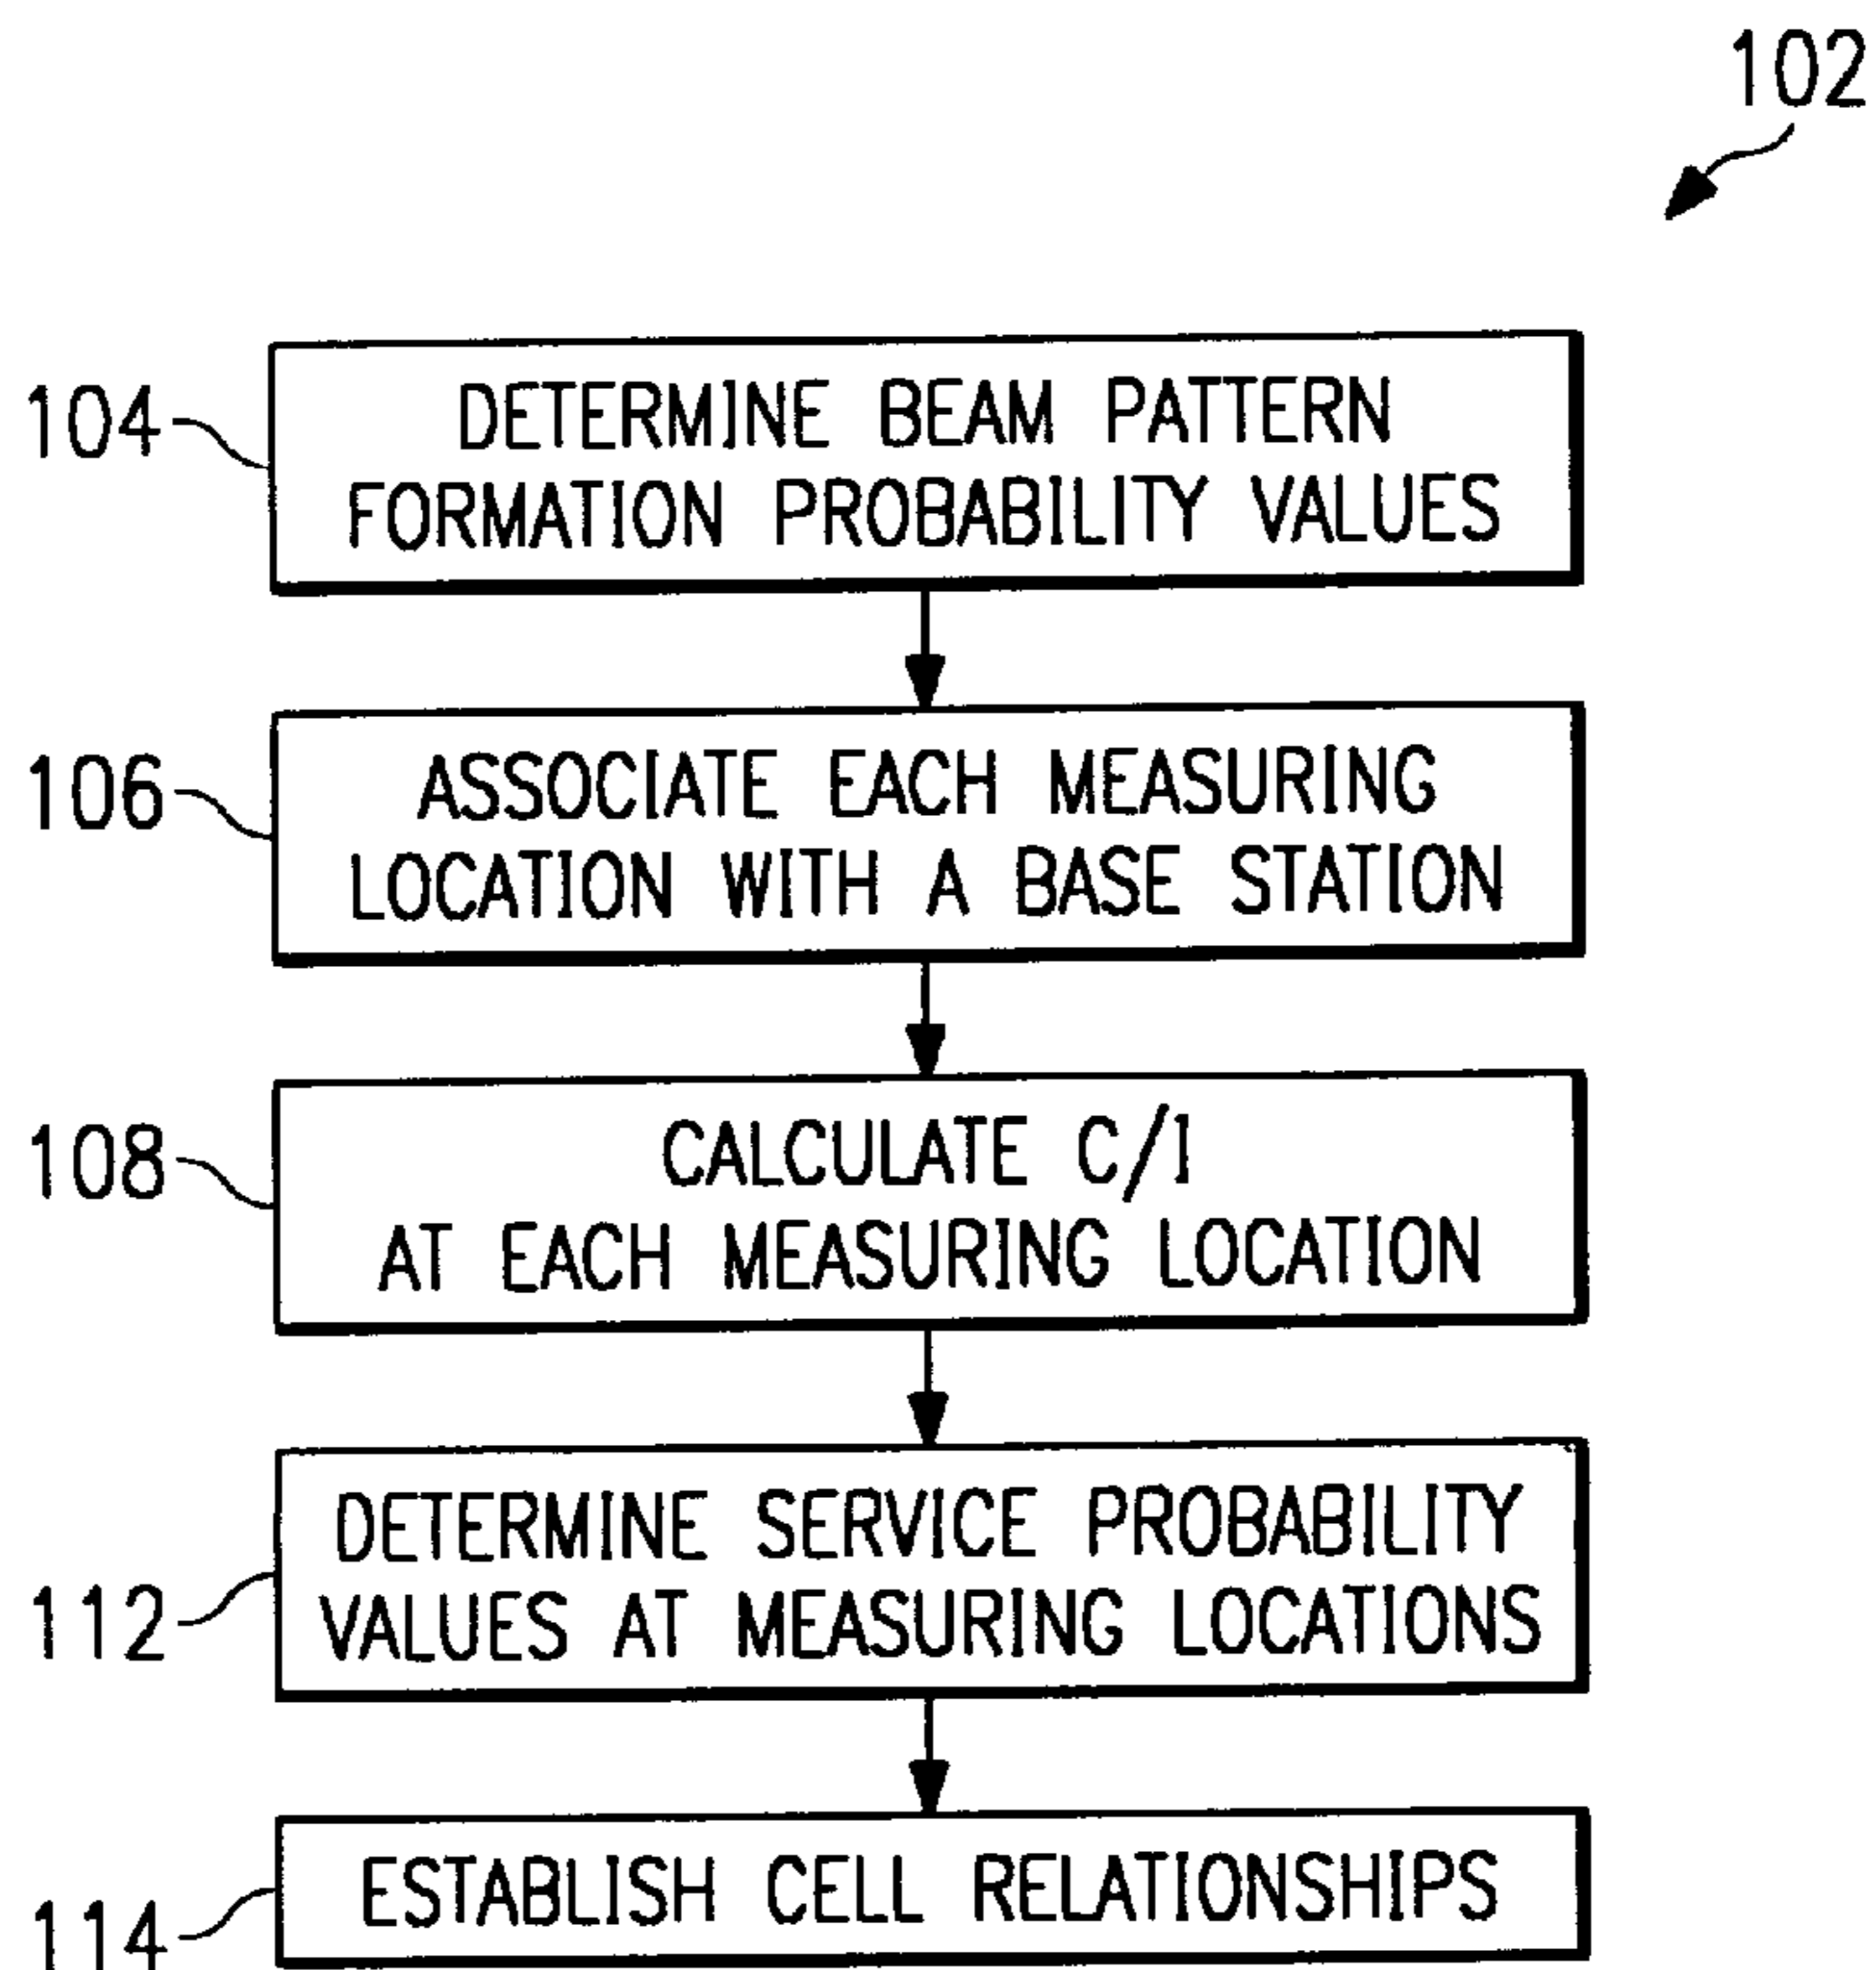 102
104
DETERMINE BEAM PATTERN
FORMATION PROBABILITY VALUES
106
ASSOCIATE EACH MEASURING
LOCATION WITH A BASE STATION
108
CALCULATE C/I
AT EACH MEASURING LOCATION
112
DETERMINE SERVICE PROBABILITY
VALUES AT MEASURING LOCATIONS
114
ESTABLISH CELL RELATIONSHIPS